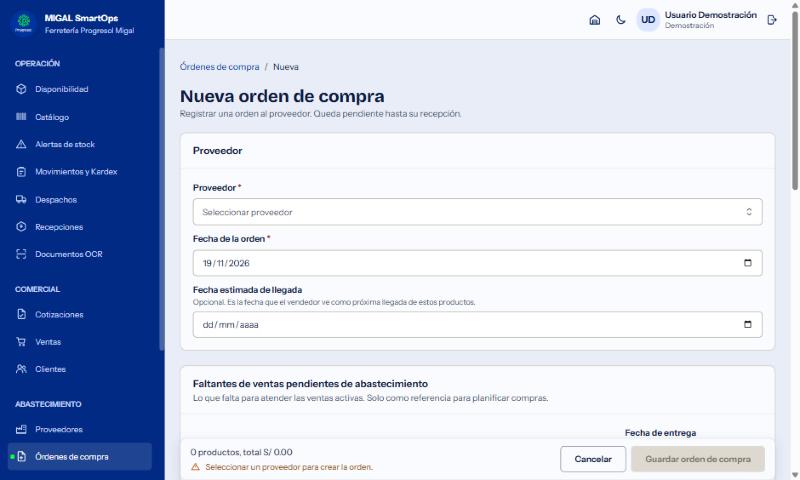 MIGAL SmartOps
Ferretería Progresol Migal
OPERACIÓN
Disponibilidad
Catálogo
Alertas de stock
Movimientos y Kardex
Despachos
Recepciones
Documentos OCR
COMERCIAL
Cotizaciones
Ventas
Clientes
ABASTECIMIENTO
Proveedores
Órdenes de compra
UD
Usuario Demostración
Demostración
Órdenes de compra / Nueva
Nueva orden de compra
Registrar una orden al proveedor. Queda pendiente hasta su recepción.
Proveedor
Proveedor *
Seleccionar proveedor
Fecha de la orden *
19/11/2026
Fecha estimada de llegada
Opcional. Es la fecha que el vendedor ve como próxima llegada de estos productos.
dd/mm/aaaa
Faltantes de ventas pendientes de abastecimiento
Lo que falta para atender las ventas activas. Solo como referencia para planificar compras.
Fecha de entrega
0 productos, total S/ 0.00
Seleccionar un proveedor para crear la orden.
Cancelar
Guardar orden de compra